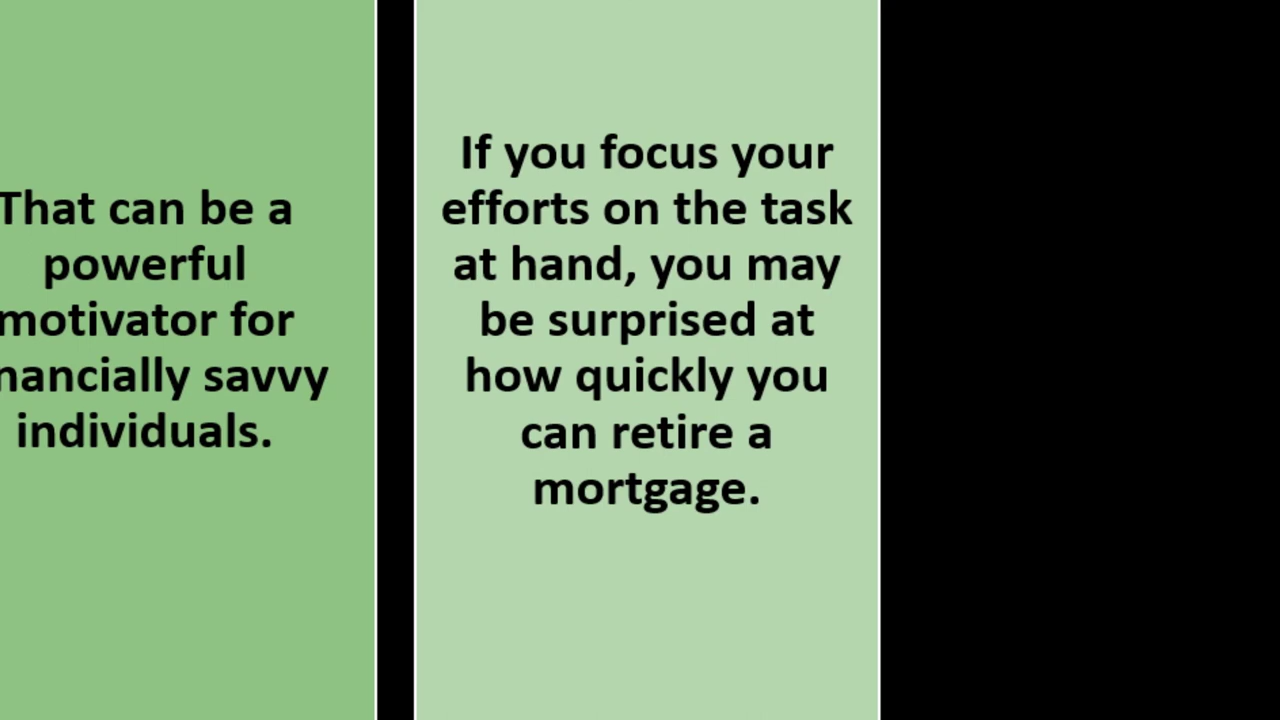 That can be a
powerful
motivator for
savvy
individuals.
If you focus your
efforts on the task
at hand, you may
be surprised at
how quickly you
can retire a
mortgage.